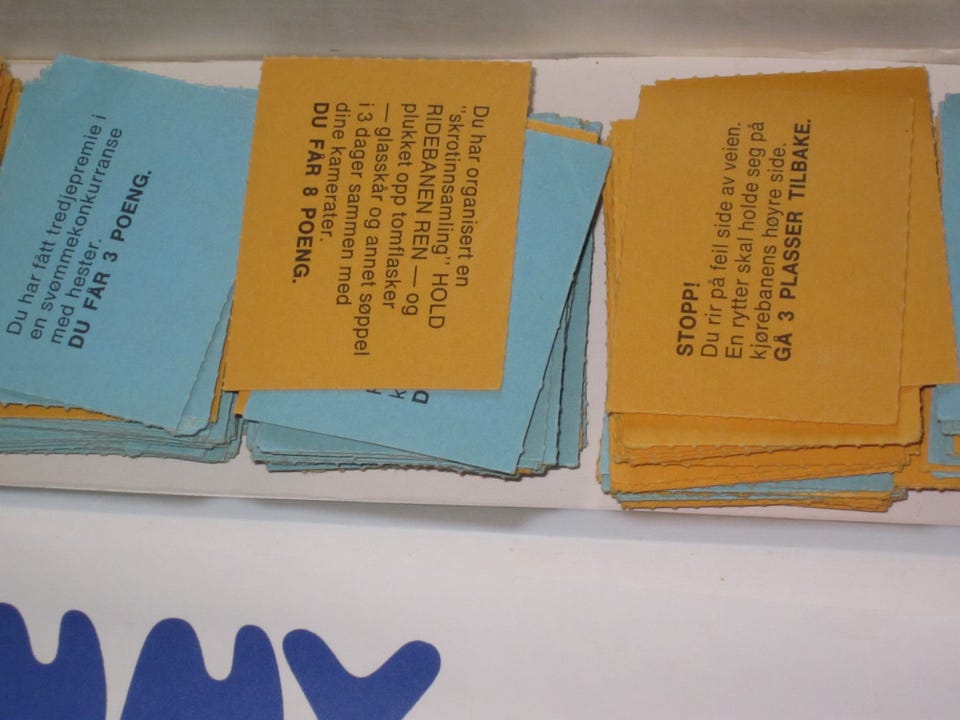 Du har fått tredjepremie i
en svømmekonkurranse
med hester.
DU FÅR 3 POENG.
Du har organisert en
"skrotinnsamling" HOLD
RIDEBANEN REN — og
plukket opp tomflasker
— glasskår og annet søppel
i 3 dager sammen med
dine kamerater.
DU FÅR 8 POENG.
STOPP!
Du rir på feil side av veien.
En rytter skal holde seg på
kjørebanens høyre side.
GÅ 3 PLASSER TILBAKE.